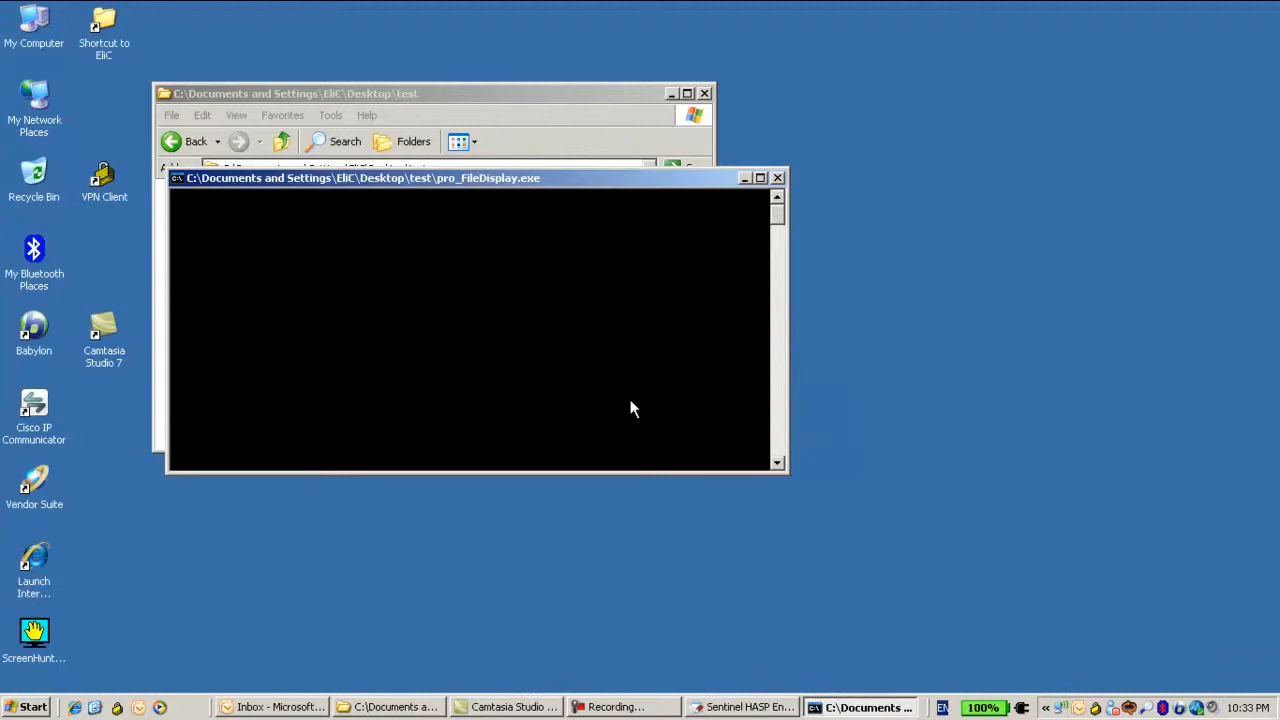 My Computer
Shortcut to
EliC
My Network
Places
Recycle Bin
VPN Client
My Bluetooth
Places
Babylon
Camtasia
Studio 7
Cisco IP
Communicator
Vendor Suite
Launch
Inter...
ScreenHunt...
C:\Documents and Settings\EliC\Desktop\test
File Edit View Favorites Tools Help
Back Search Folders
C:\Documents and Settings\EliC\Desktop\test\pro_FileDisplay.exe
Start Inbox - Microsoft... C:\Documents a... Camtasia Studio ... Recording... Sentinel HASP En... C:\Documents ... EN 100% 10:33 PM